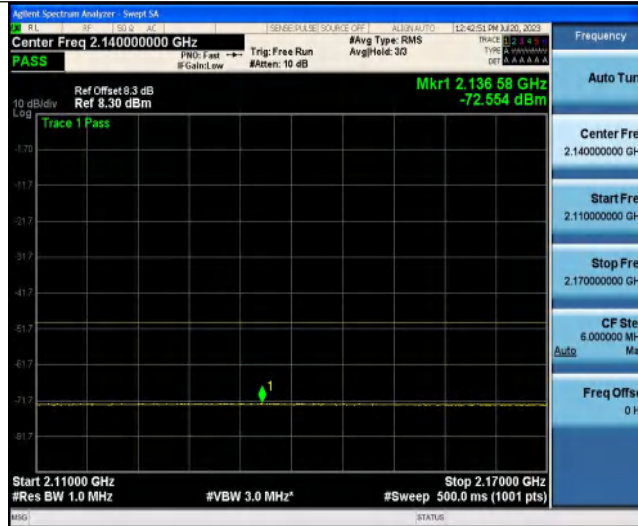 Agilent Spectrum Analyzer - Swept SA
RL RF 50 Ω AC SENSE:PULSE SOURCE OFF ALIGN AUTO 12:42:51 PM Jul 20, 2023
Center Freq 2.140000000 GHz
#Avg Type: RMS
TRACE 1 2 3 4 5 6
PASS
PNO: Fast
Trig: Free Run
Avg|Hold: 3/3
TYPE
IFGain:Low
#Atten: 10 dB
DET A A A A A A
Mkr1 2.136 58 GHz
-72.554 dBm
Ref Offset 8.3 dB
10 dB/div
Ref 8.30 dBm
Log
Trace 1 Pass
-1.70
-11.7
-21.7
-31.7
-41.7
-51.7
-61.7
-71.7
-81.7
1
Start 2.11000 GHz
Stop 2.17000 GHz
#Res BW 1.0 MHz
#VBW 3.0 MHz*
#Sweep 500.0 ms (1001 pts)
MSG
STATUS
Frequency
Auto Tun
Center Fre
2.140000000 GH
Start Fre
2.110000000 GH
Stop Fre
2.170000000 GH
CF Ste
6.000000 MH
Auto Ma
Freq Offs
0 H